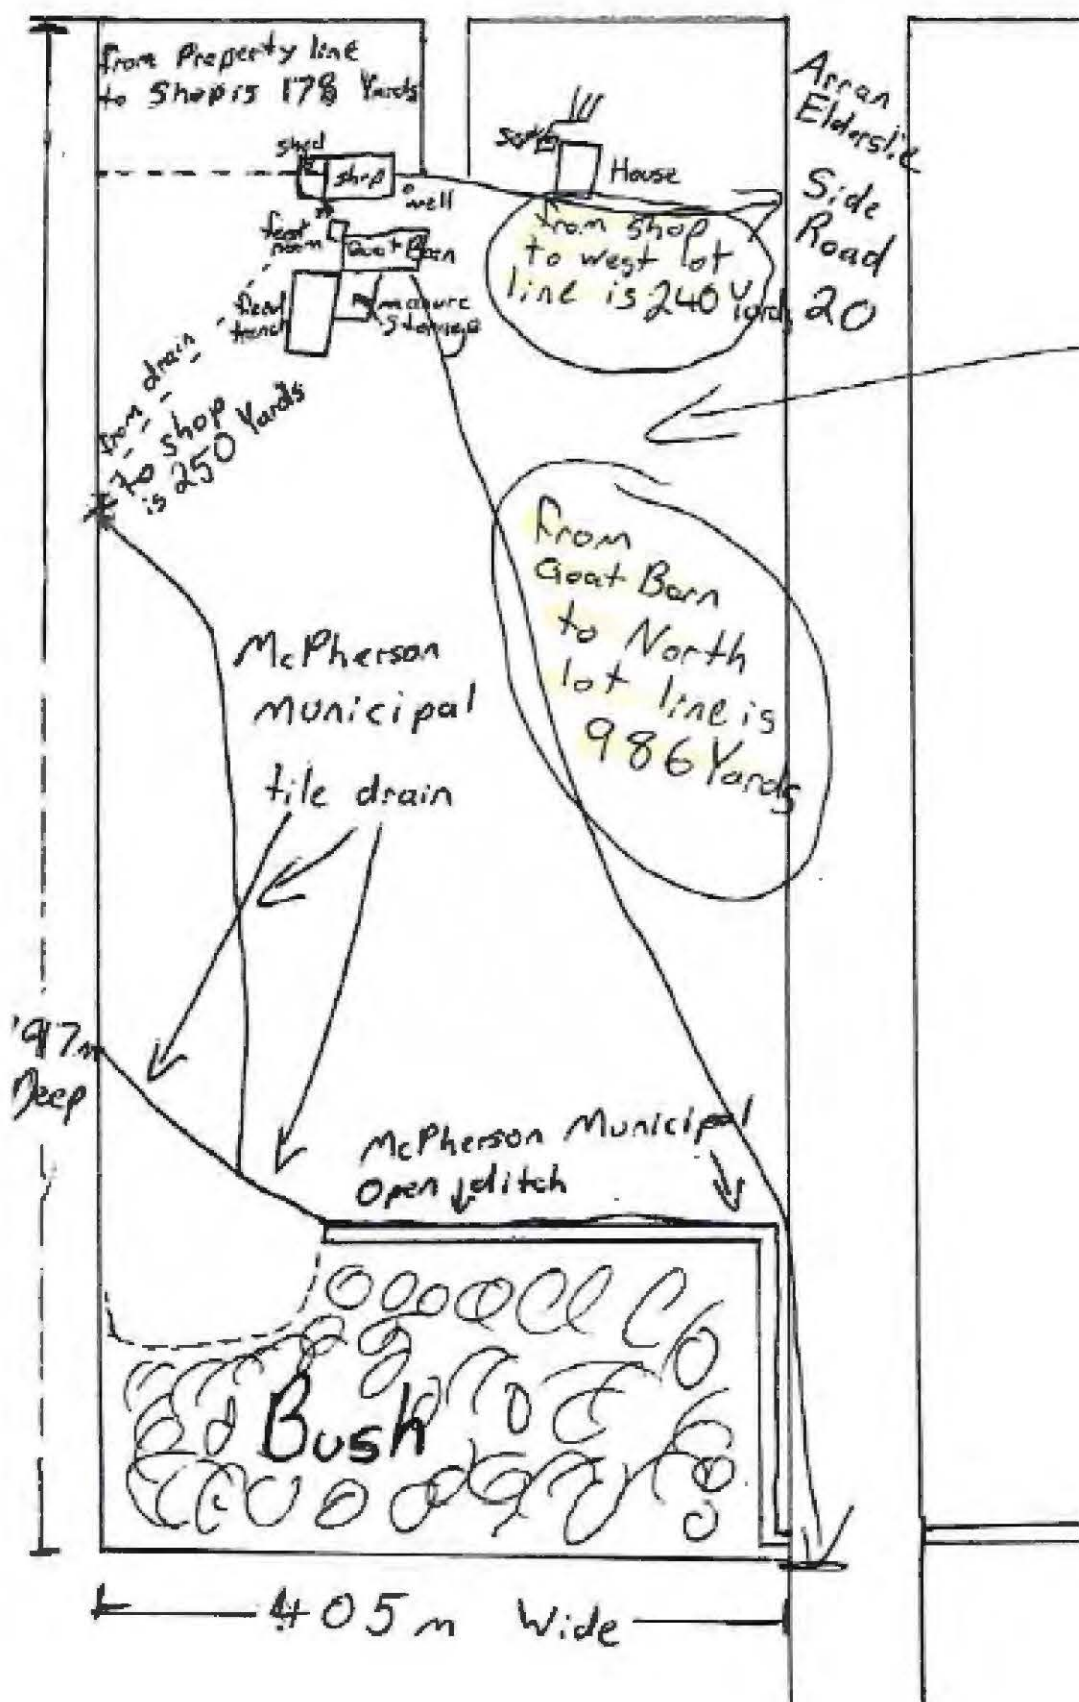 from Property line
to Shop is 178 Yards
Arran
Elderslie
Side
Road
20
shed
shop
well
House
feed
room
Goat Barn
manure
Storage
feed
from shop
to west lot
line is 240 Yards
from drain
to shop
is 250 Yards
From
Goat Barn
to North
lot line is
986 Yards
McPherson
Municipal
tile drain
97m
Deep
McPherson Municipal
Open ditch
Bush
405m Wide